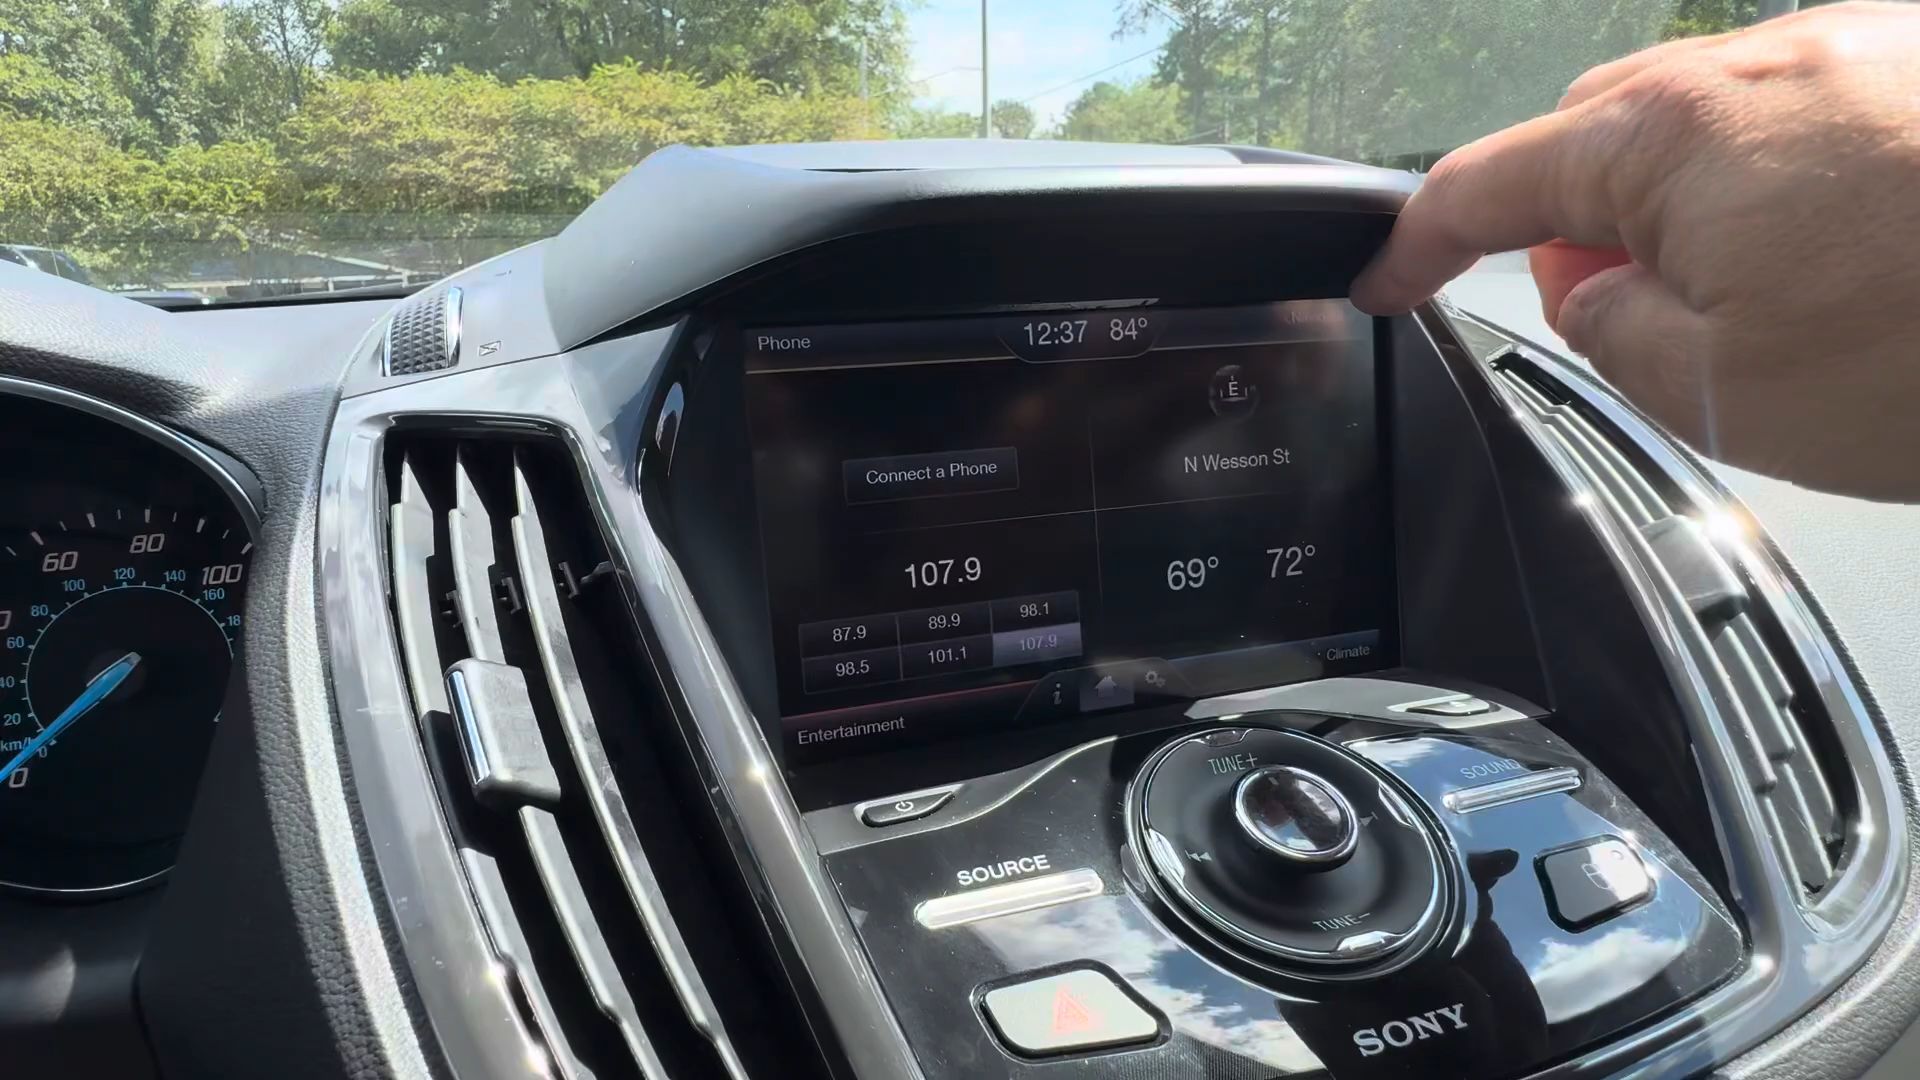 Phone
12:37 84°
E
Connect a Phone
N Wesson St
107.9
69° 72°
87.9 89.9 98.1
98.5 101.1 107.9
Climate
Entertainment
60 80 100
20 40 60 80 100 120 140 160
km/h
0
0
TUNE+
SOUND
SOURCE
TUNE-
SONY